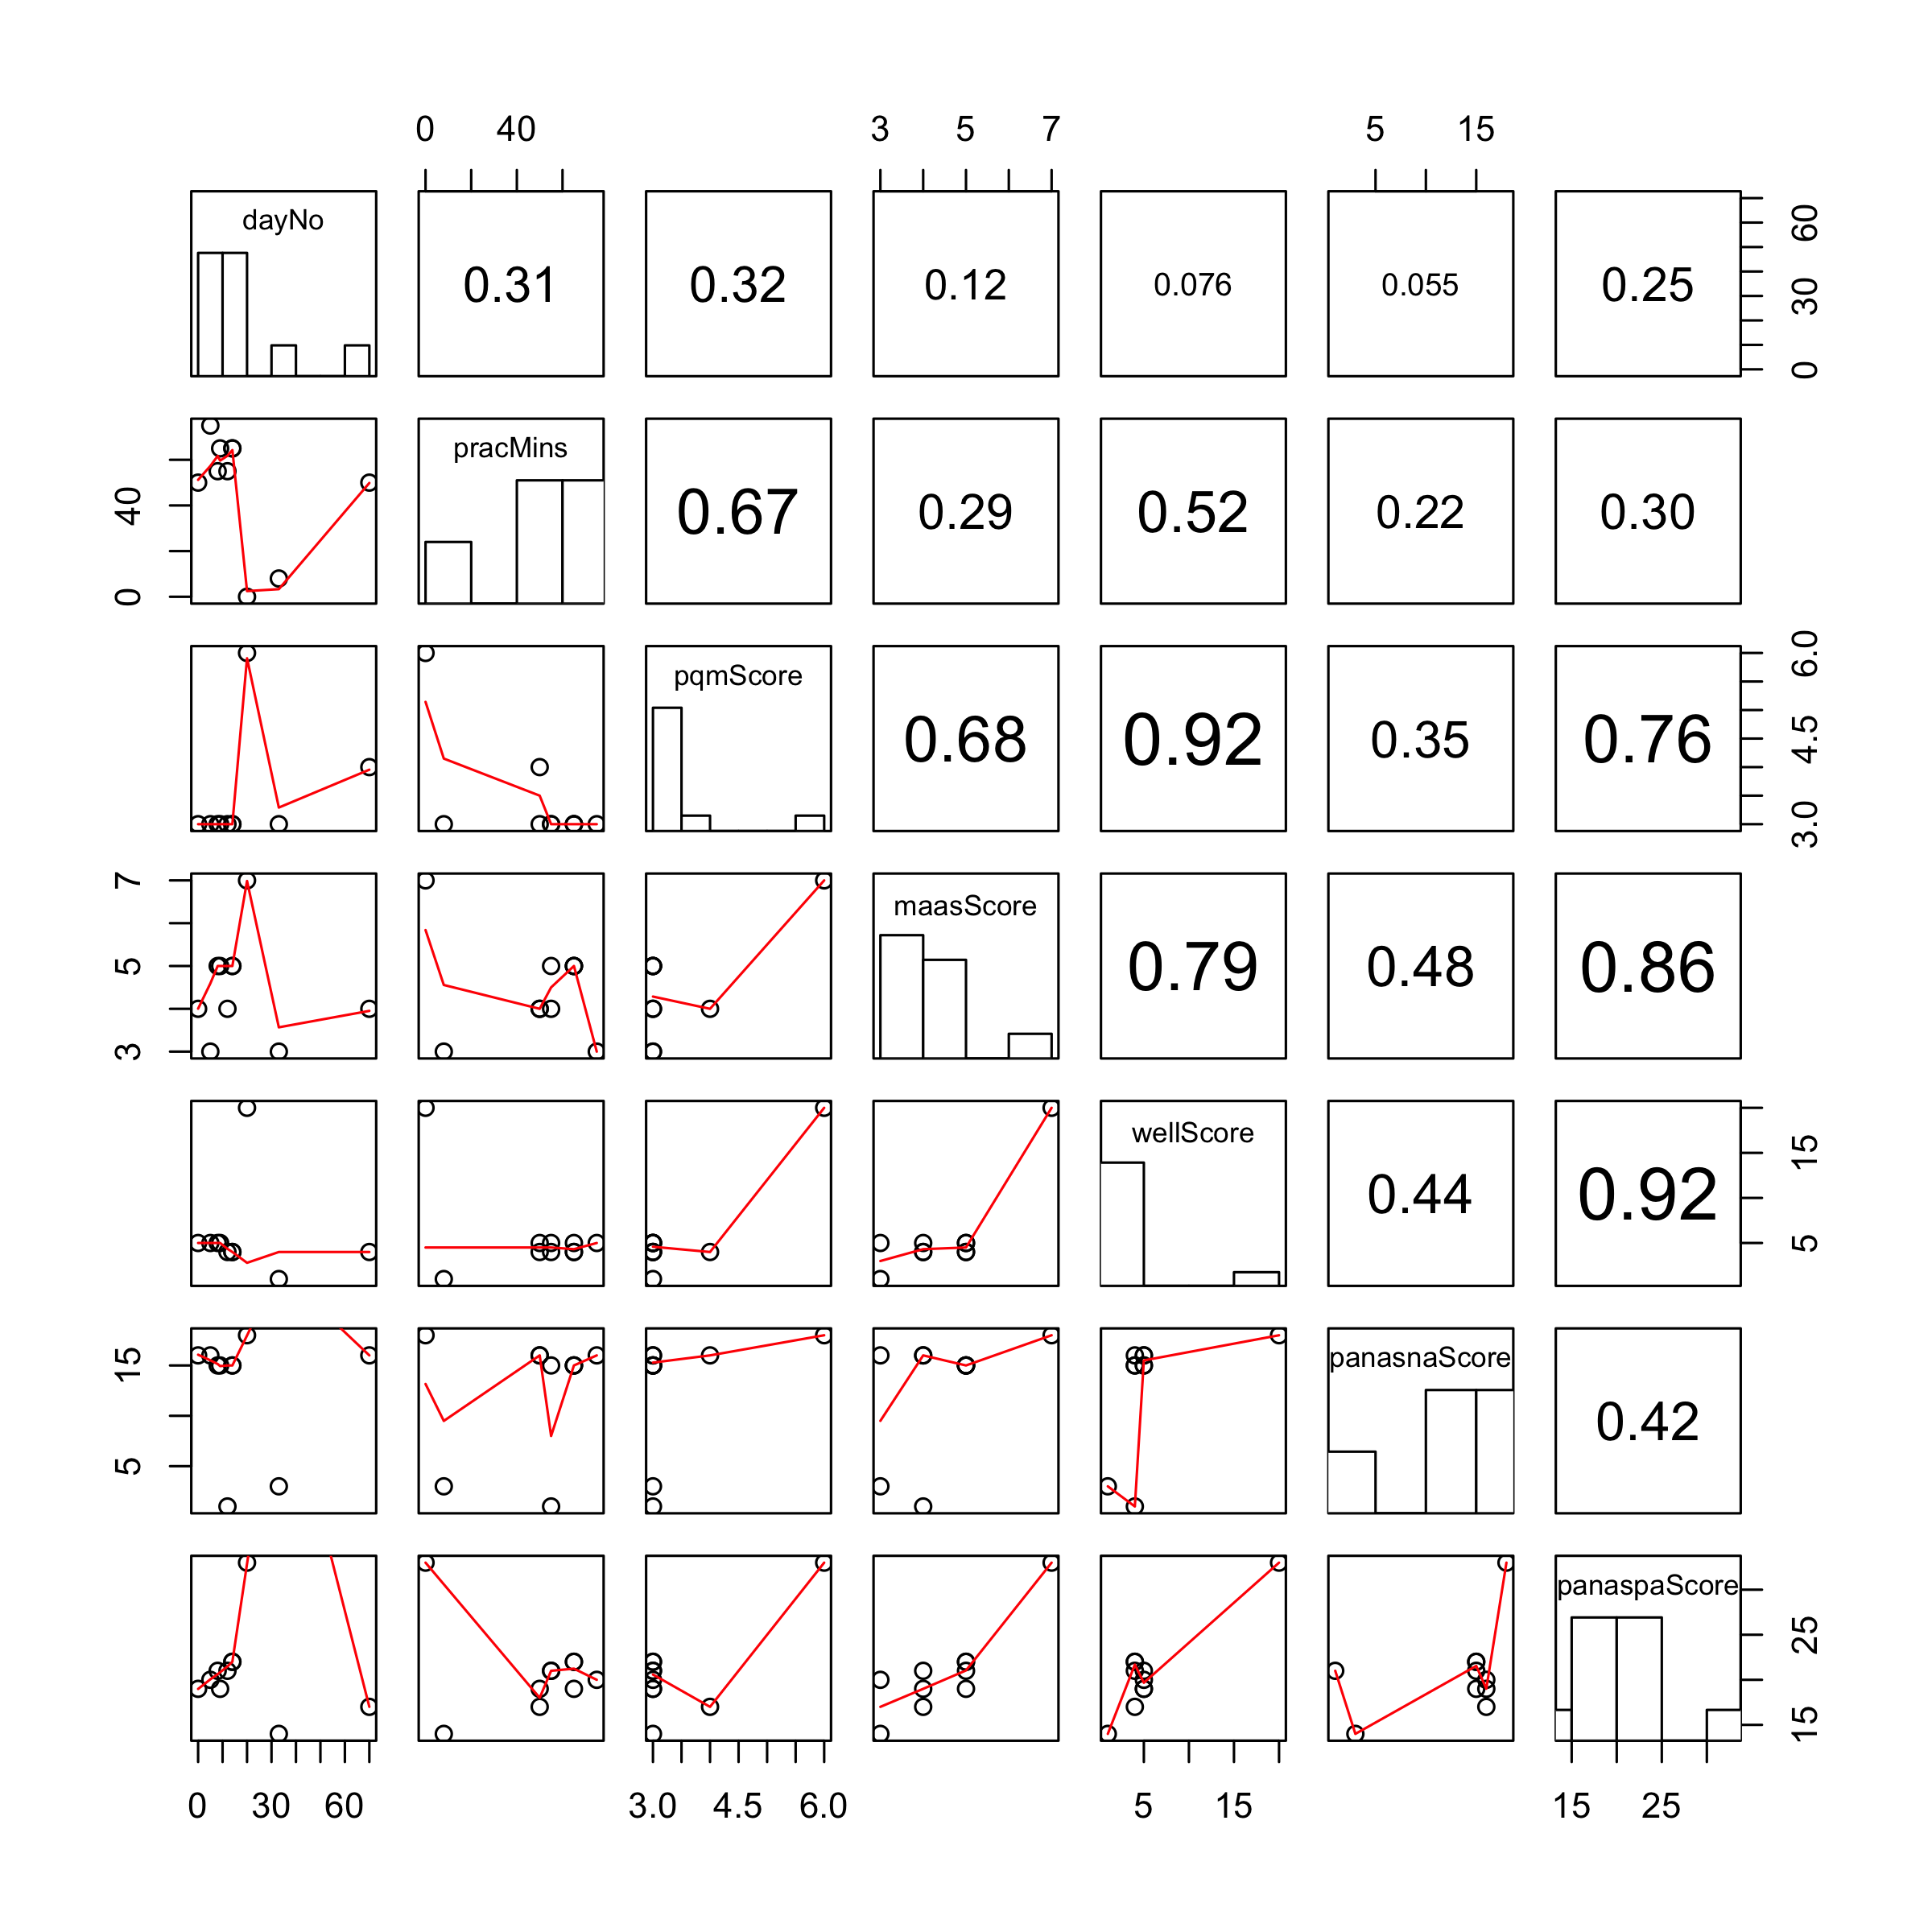 0 40 3 5 7 5 15
dayNo 0.31 0.32 0.12 0.076 0.055 0.25 0 30 60
0 40 pracMins 0.67 0.29 0.52 0.22 0.30
pqmScore 0.68 0.92 0.35 0.76 3.0 4.5 6.0
3 5 7 maasScore 0.79 0.48 0.86
wellScore 0.44 0.92 5 15
5 15 panasnaScore 0.42
panaspaScore 15 25
0 30 60 3.0 4.5 6.0 5 15 15 25